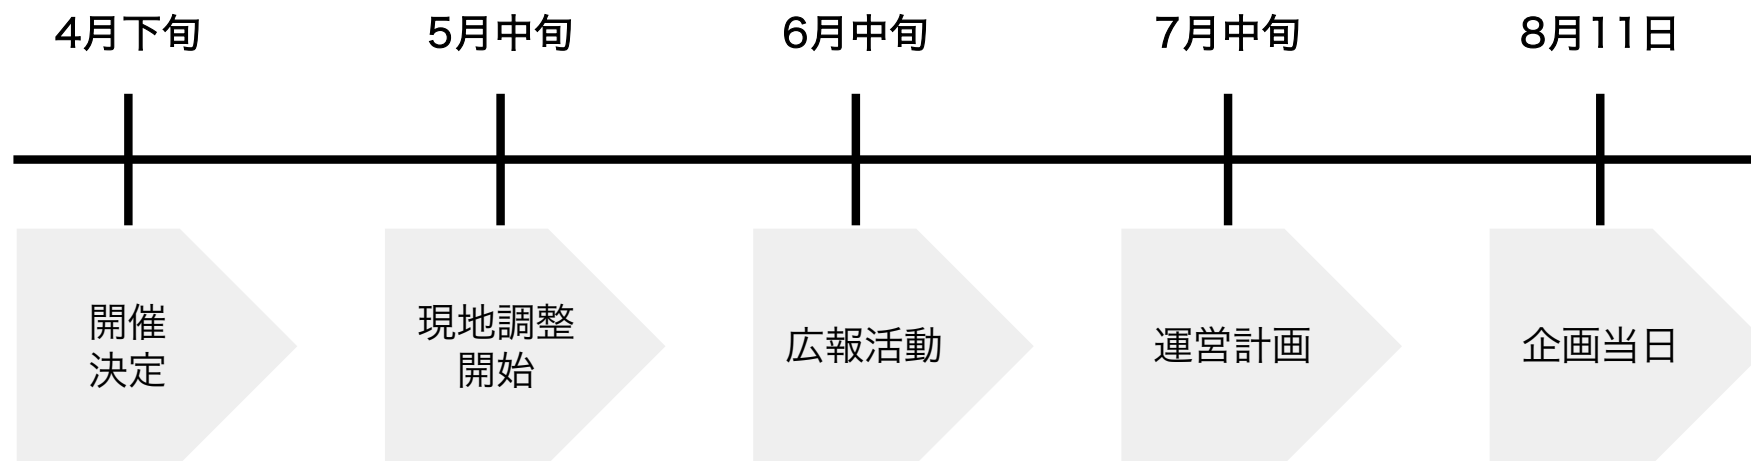 4月下旬
5月中旬
6月中旬
7月中旬
8月11日
開催
決定
現地調整
開始
広報活動
運営計画
企画当日